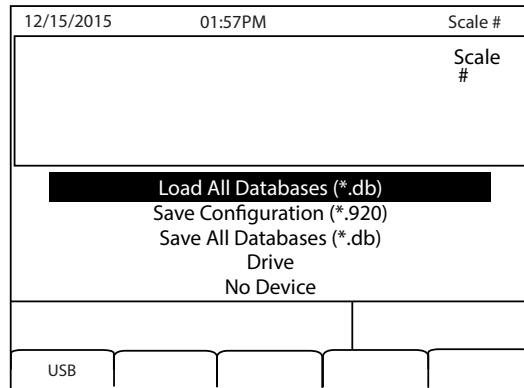 12/15/2015 01:57PM Scale #
Scale
#
Load All Databases (*.db)
Save Configuration (*.920)
Save All Databases (*.db)
Drive
No Device
USB